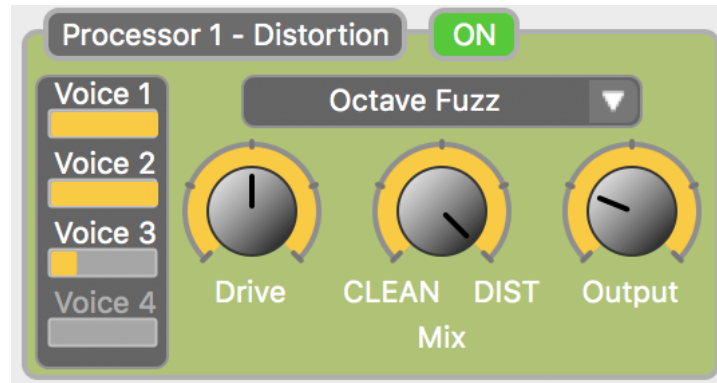 Processor 1 - Distortion
ON
Voice 1
Voice 2
Voice 3
Voice 4
Octave Fuzz
Drive
CLEAN DIST
Mix
Output